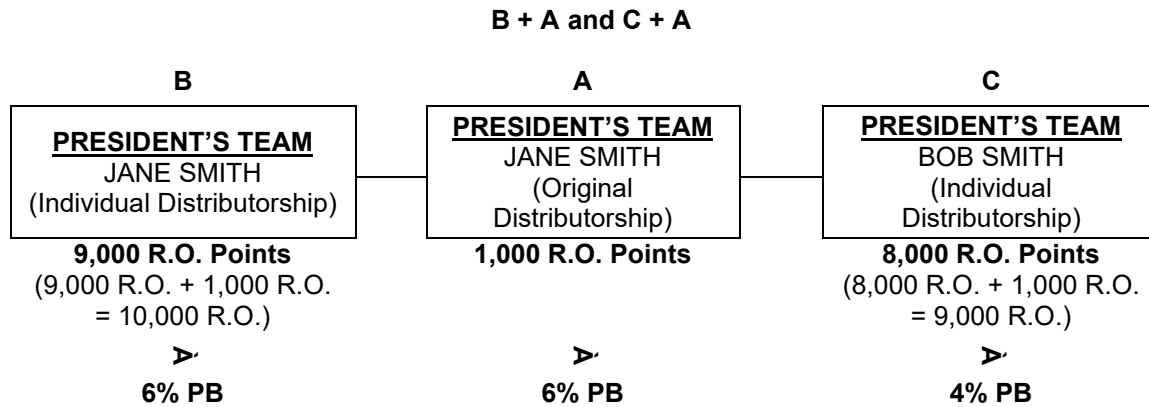 B + A and C + A
B
A
C
PRESIDENT’S TEAM
JANE SMITH
(Individual Distributorship)
PRESIDENT’S TEAM
JANE SMITH
(Original
Distributorship)
PRESIDENT’S TEAM
BOB SMITH
(Individual
Distributorship)
9,000 R.O. Points
(9,000 R.O. + 1,000 R.O.
= 10,000 R.O.)
1,000 R.O. Points
8,000 R.O. Points
(8,000 R.O. + 1,000 R.O.
= 9,000 R.O.)
6% PB
6% PB
4% PB